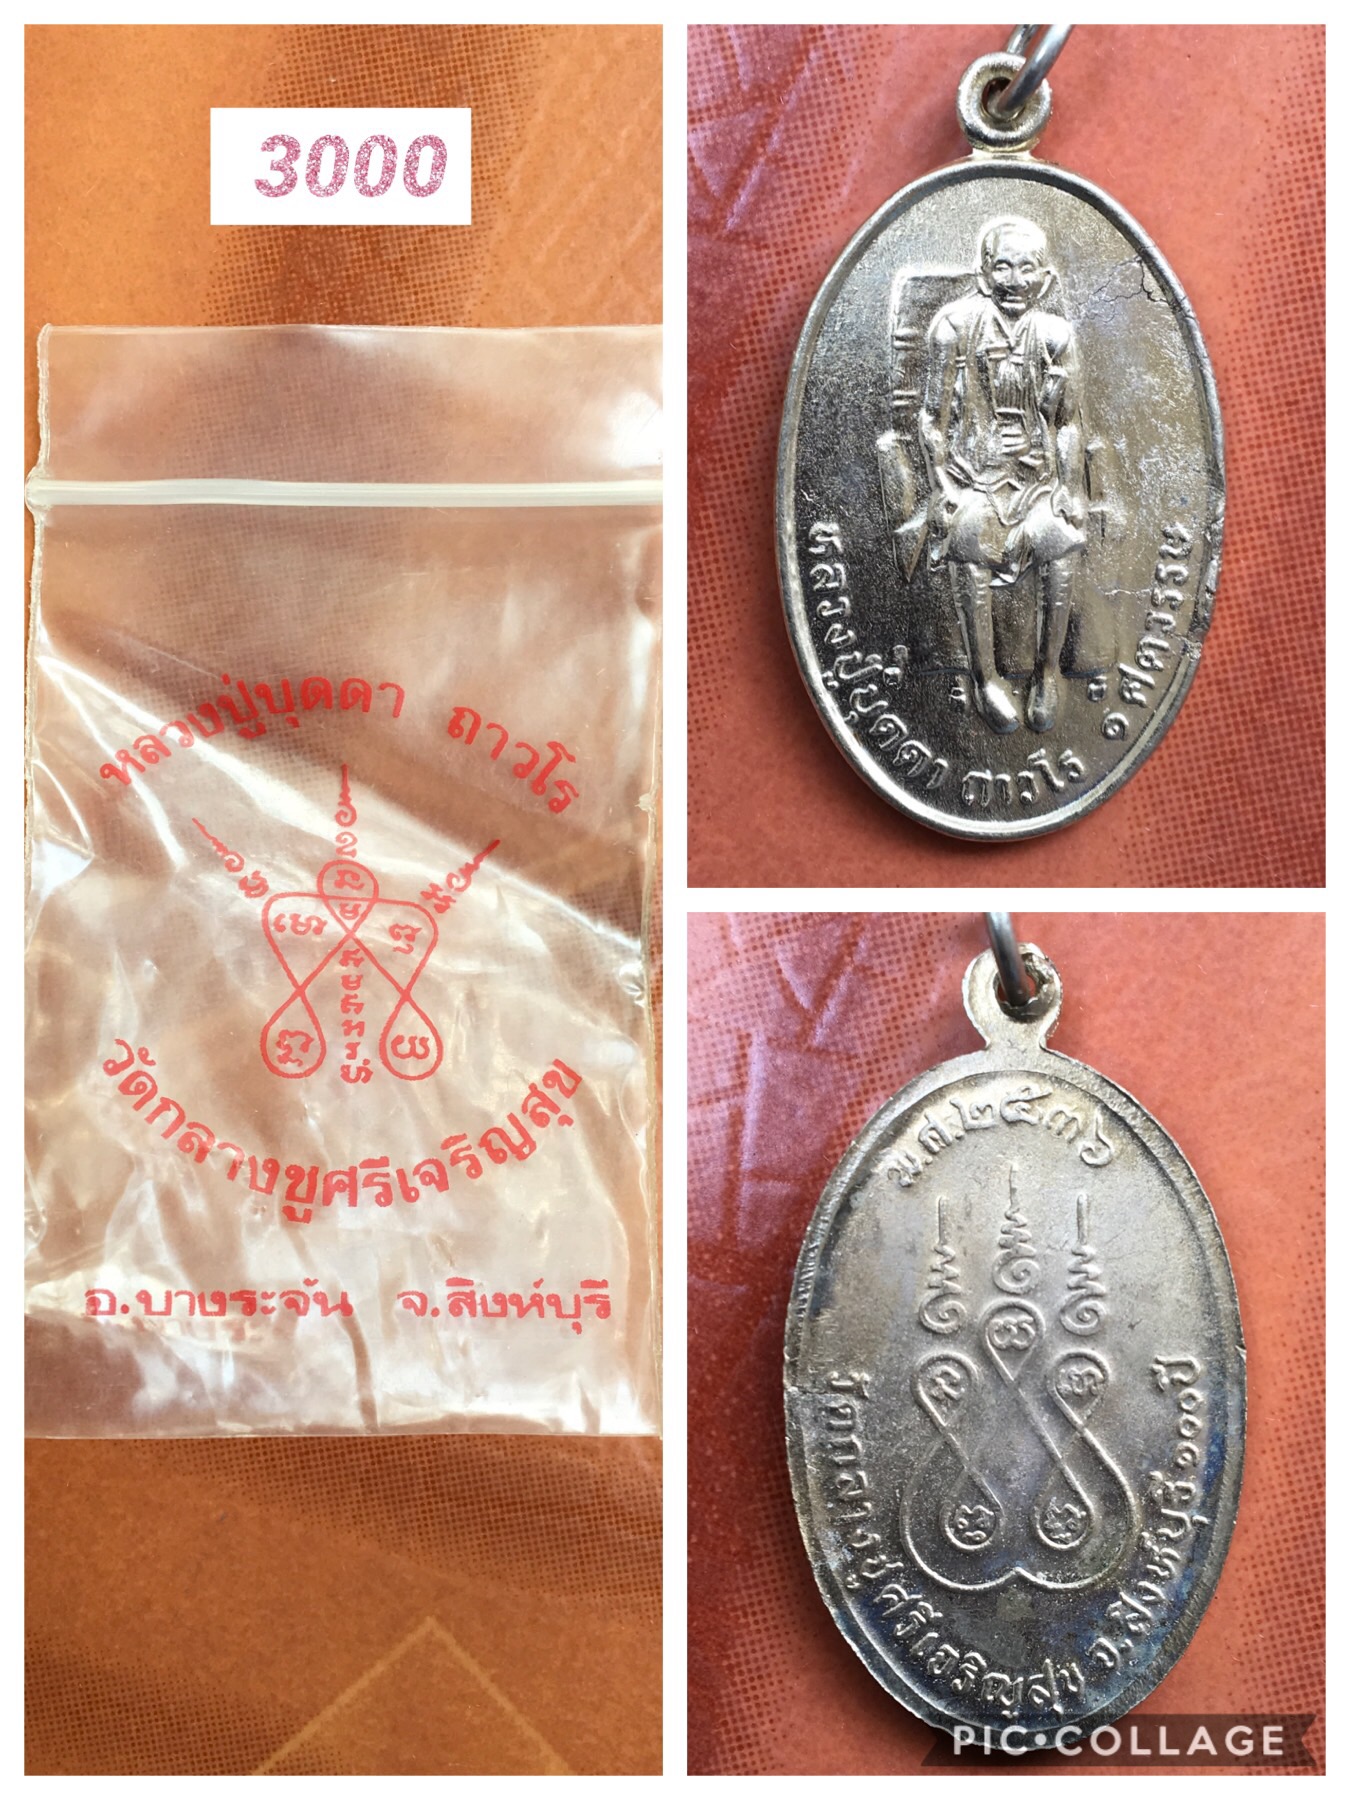 3000
หลวงปู่บุดดา ถาวโร
วัดกลางชูศรีเจริญสุข
อ.บางระจัน จ.สิงห์บุรี
หลวงปู่บุดดา ถาวโร ๑ ศตวรรษ
พ.ศ.๒๕๓๖
วัดกลางชูศรีเจริญสุข จ.สิงห์บุรี ๑๐๐ปี
PIC•COLLAGE